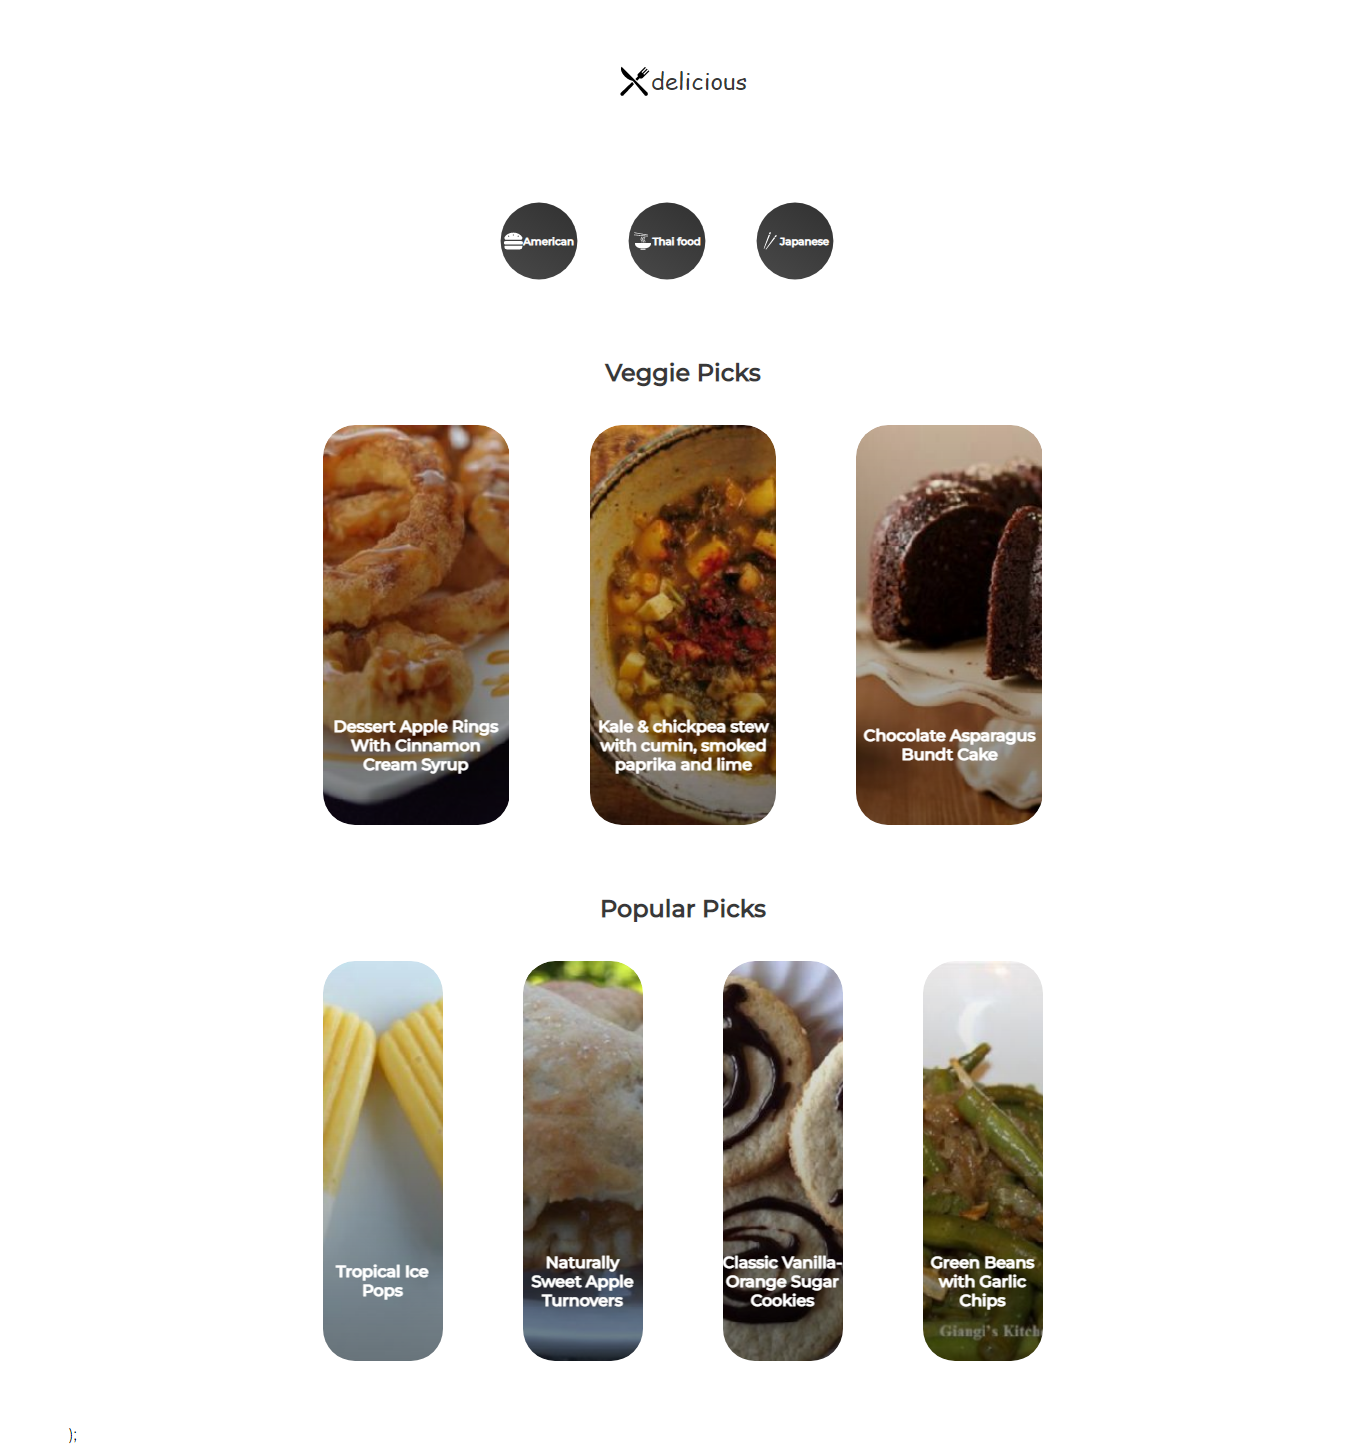 delicious
American
Thai food
Japanese
Veggie Picks
Dessert Apple Rings
With Cinnamon
Cream Syrup
Kale & chickpea stew
with cumin, smoked
paprika and lime
Chocolate Asparagus
Bundt Cake
Popular Picks
Tropical Ice
Pops
Naturally
Sweet Apple
Turnovers
Classic Vanilla-
Orange Sugar
Cookies
Green Beans
with Garlic
Chips
Giangi's Kitch
);